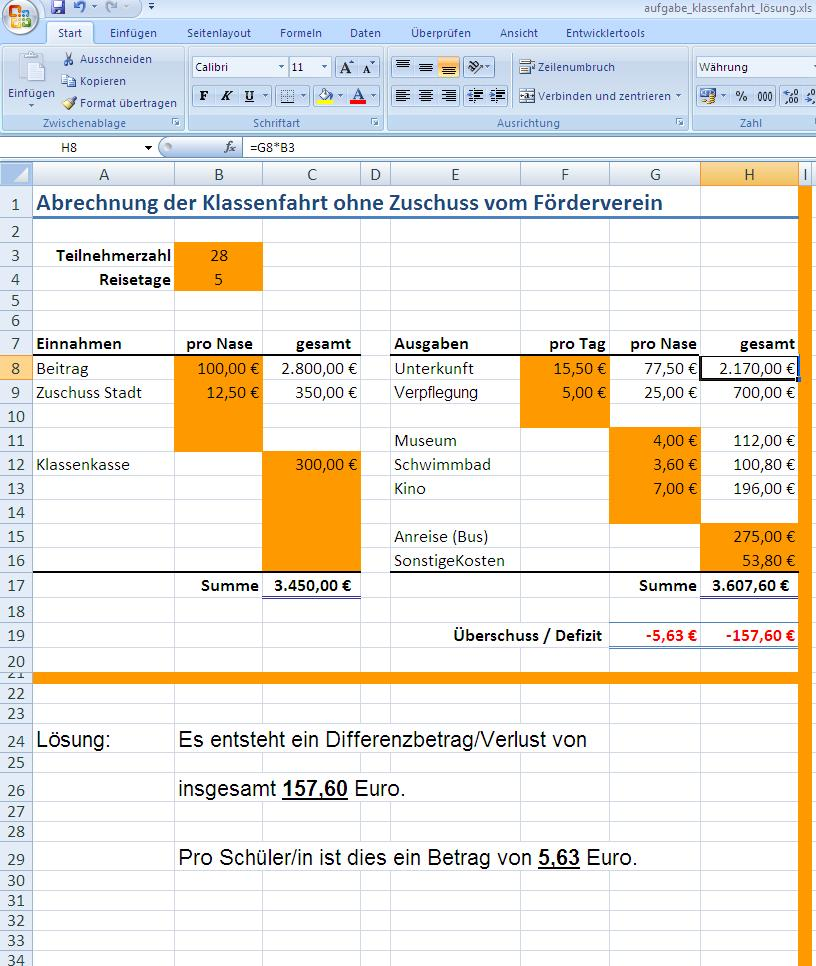 aufgabe_klassenfahrt_lösung.xls
Start Einfügen Seitenlayout Formeln Daten Überprüfen Ansicht Entwicklertools
Einfügen
Ausschneiden
Kopieren
Format übertragen
Zwischenablage
Calibri 11
F K U
Schriftart
Zeilenumbruch
Verbinden und zentrieren
Ausrichtung
Währung
% 000
Zahl
H8 fx =G8*B3
A B C D E F G H I
1 Abrechnung der Klassenfahrt ohne Zuschuss vom Förderverein
2
3 Teilnehmerzahl 28
4 Reisetage 5
5
6
7 Einnahmen pro Nase gesamt Ausgaben pro Tag pro Nase gesamt
8 Beitrag 100,00 € 2.800,00 € Unterkunft 15,50 € 77,50 € 2.170,00 €
9 Zuschuss Stadt 12,50 € 350,00 € Verpflegung 5,00 € 25,00 € 700,00 €
10
11 Museum 4,00 € 112,00 €
12 Klassenkasse 300,00 € Schwimmbad 3,60 € 100,80 €
13 Kino 7,00 € 196,00 €
14
15 Anreise (Bus) 275,00 €
16 SonstigeKosten 53,80 €
17 Summe 3.450,00 € Summe 3.607,60 €
18
19 Überschuss / Defizit -5,63 € -157,60 €
20
21
22
23
24 Lösung: Es entsteht ein Differenzbetrag/Verlust von
25
26 insgesamt 157,60 Euro.
27
28
29 Pro Schüler/in ist dies ein Betrag von 5,63 Euro.
30
31
32
33
34